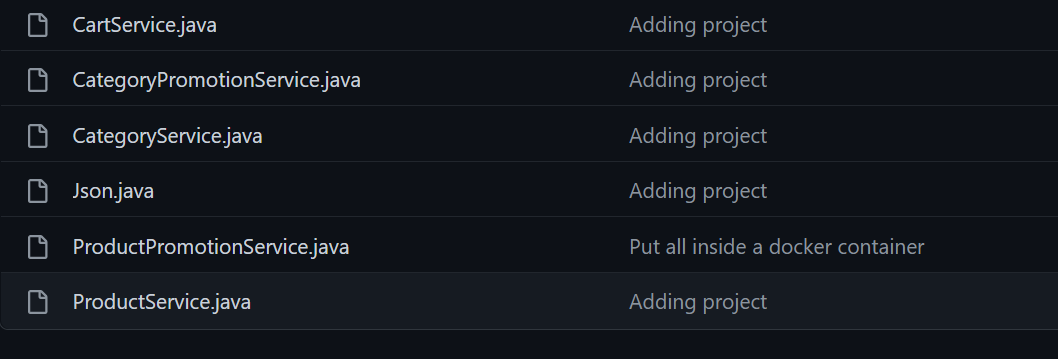 CartService.java Adding project
CategoryPromotionService.java Adding project
CategoryService.java Adding project
Json.java Adding project
ProductPromotionService.java Put all inside a docker container
ProductService.java Adding project